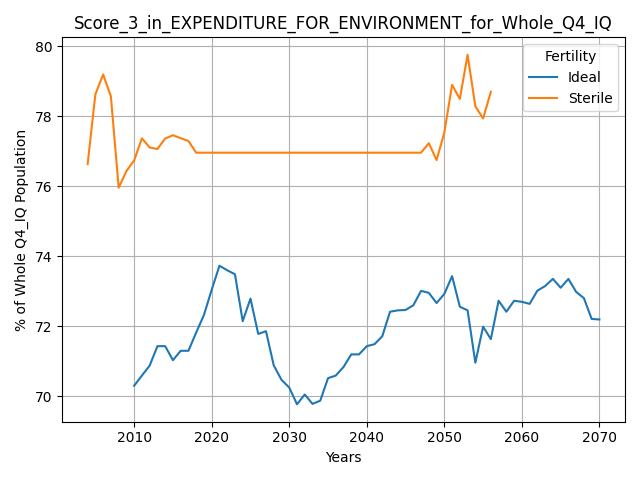 Score_3_in_EXPENDITURE_FOR_ENVIRONMENT_for_Whole_Q4_IQ
Fertility
Ideal
Sterile
% of Whole Q4_IQ Population
80
78
76
74
72
70
2010 2020 2030 2040 2050 2060 2070
Years